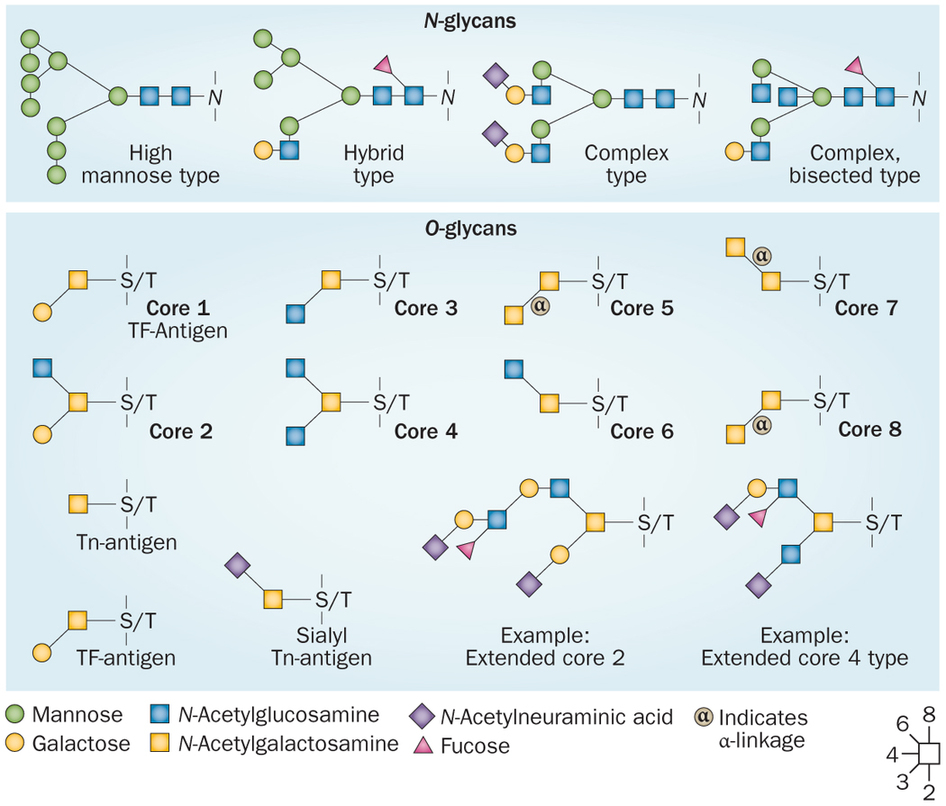 N-glycans
N
High
mannose type
N
Hybrid
type
N
Complex
type
N
Complex,
bisected type
O-glycans
S/T
Core 1
TF-Antigen
S/T
Core 3
α
S/T
Core 5
α
S/T
Core 7
S/T
Core 2
S/T
Core 4
S/T
Core 6
α
S/T
Core 8
S/T
Tn-antigen
S/T
TF-antigen
S/T
Sialyl
Tn-antigen
S/T
Example:
Extended core 2
S/T
Example:
Extended core 4 type
Mannose
Galactose
N-Acetylglucosamine
N-Acetylgalactosamine
N-Acetylneuraminic acid
Fucose
α Indicates
α-linkage
8
6
4
3
2